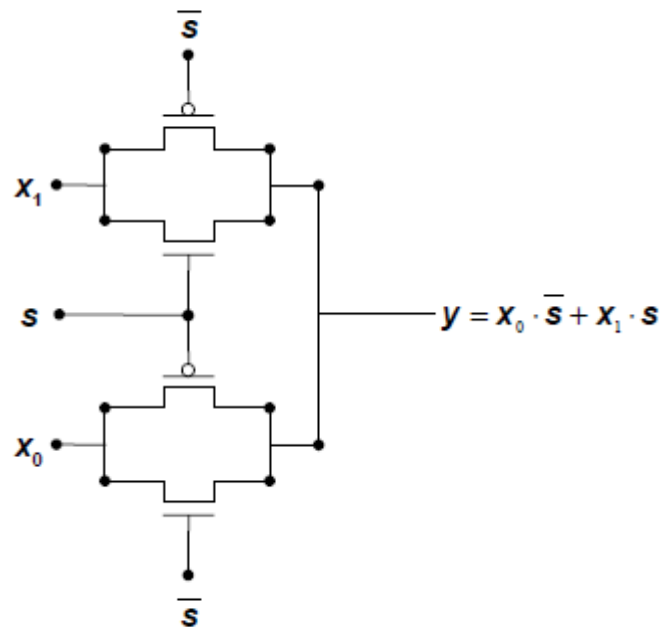 s̅
x₁
s
y = x₀ · s̅ + x₁ · s
x₀
s̅